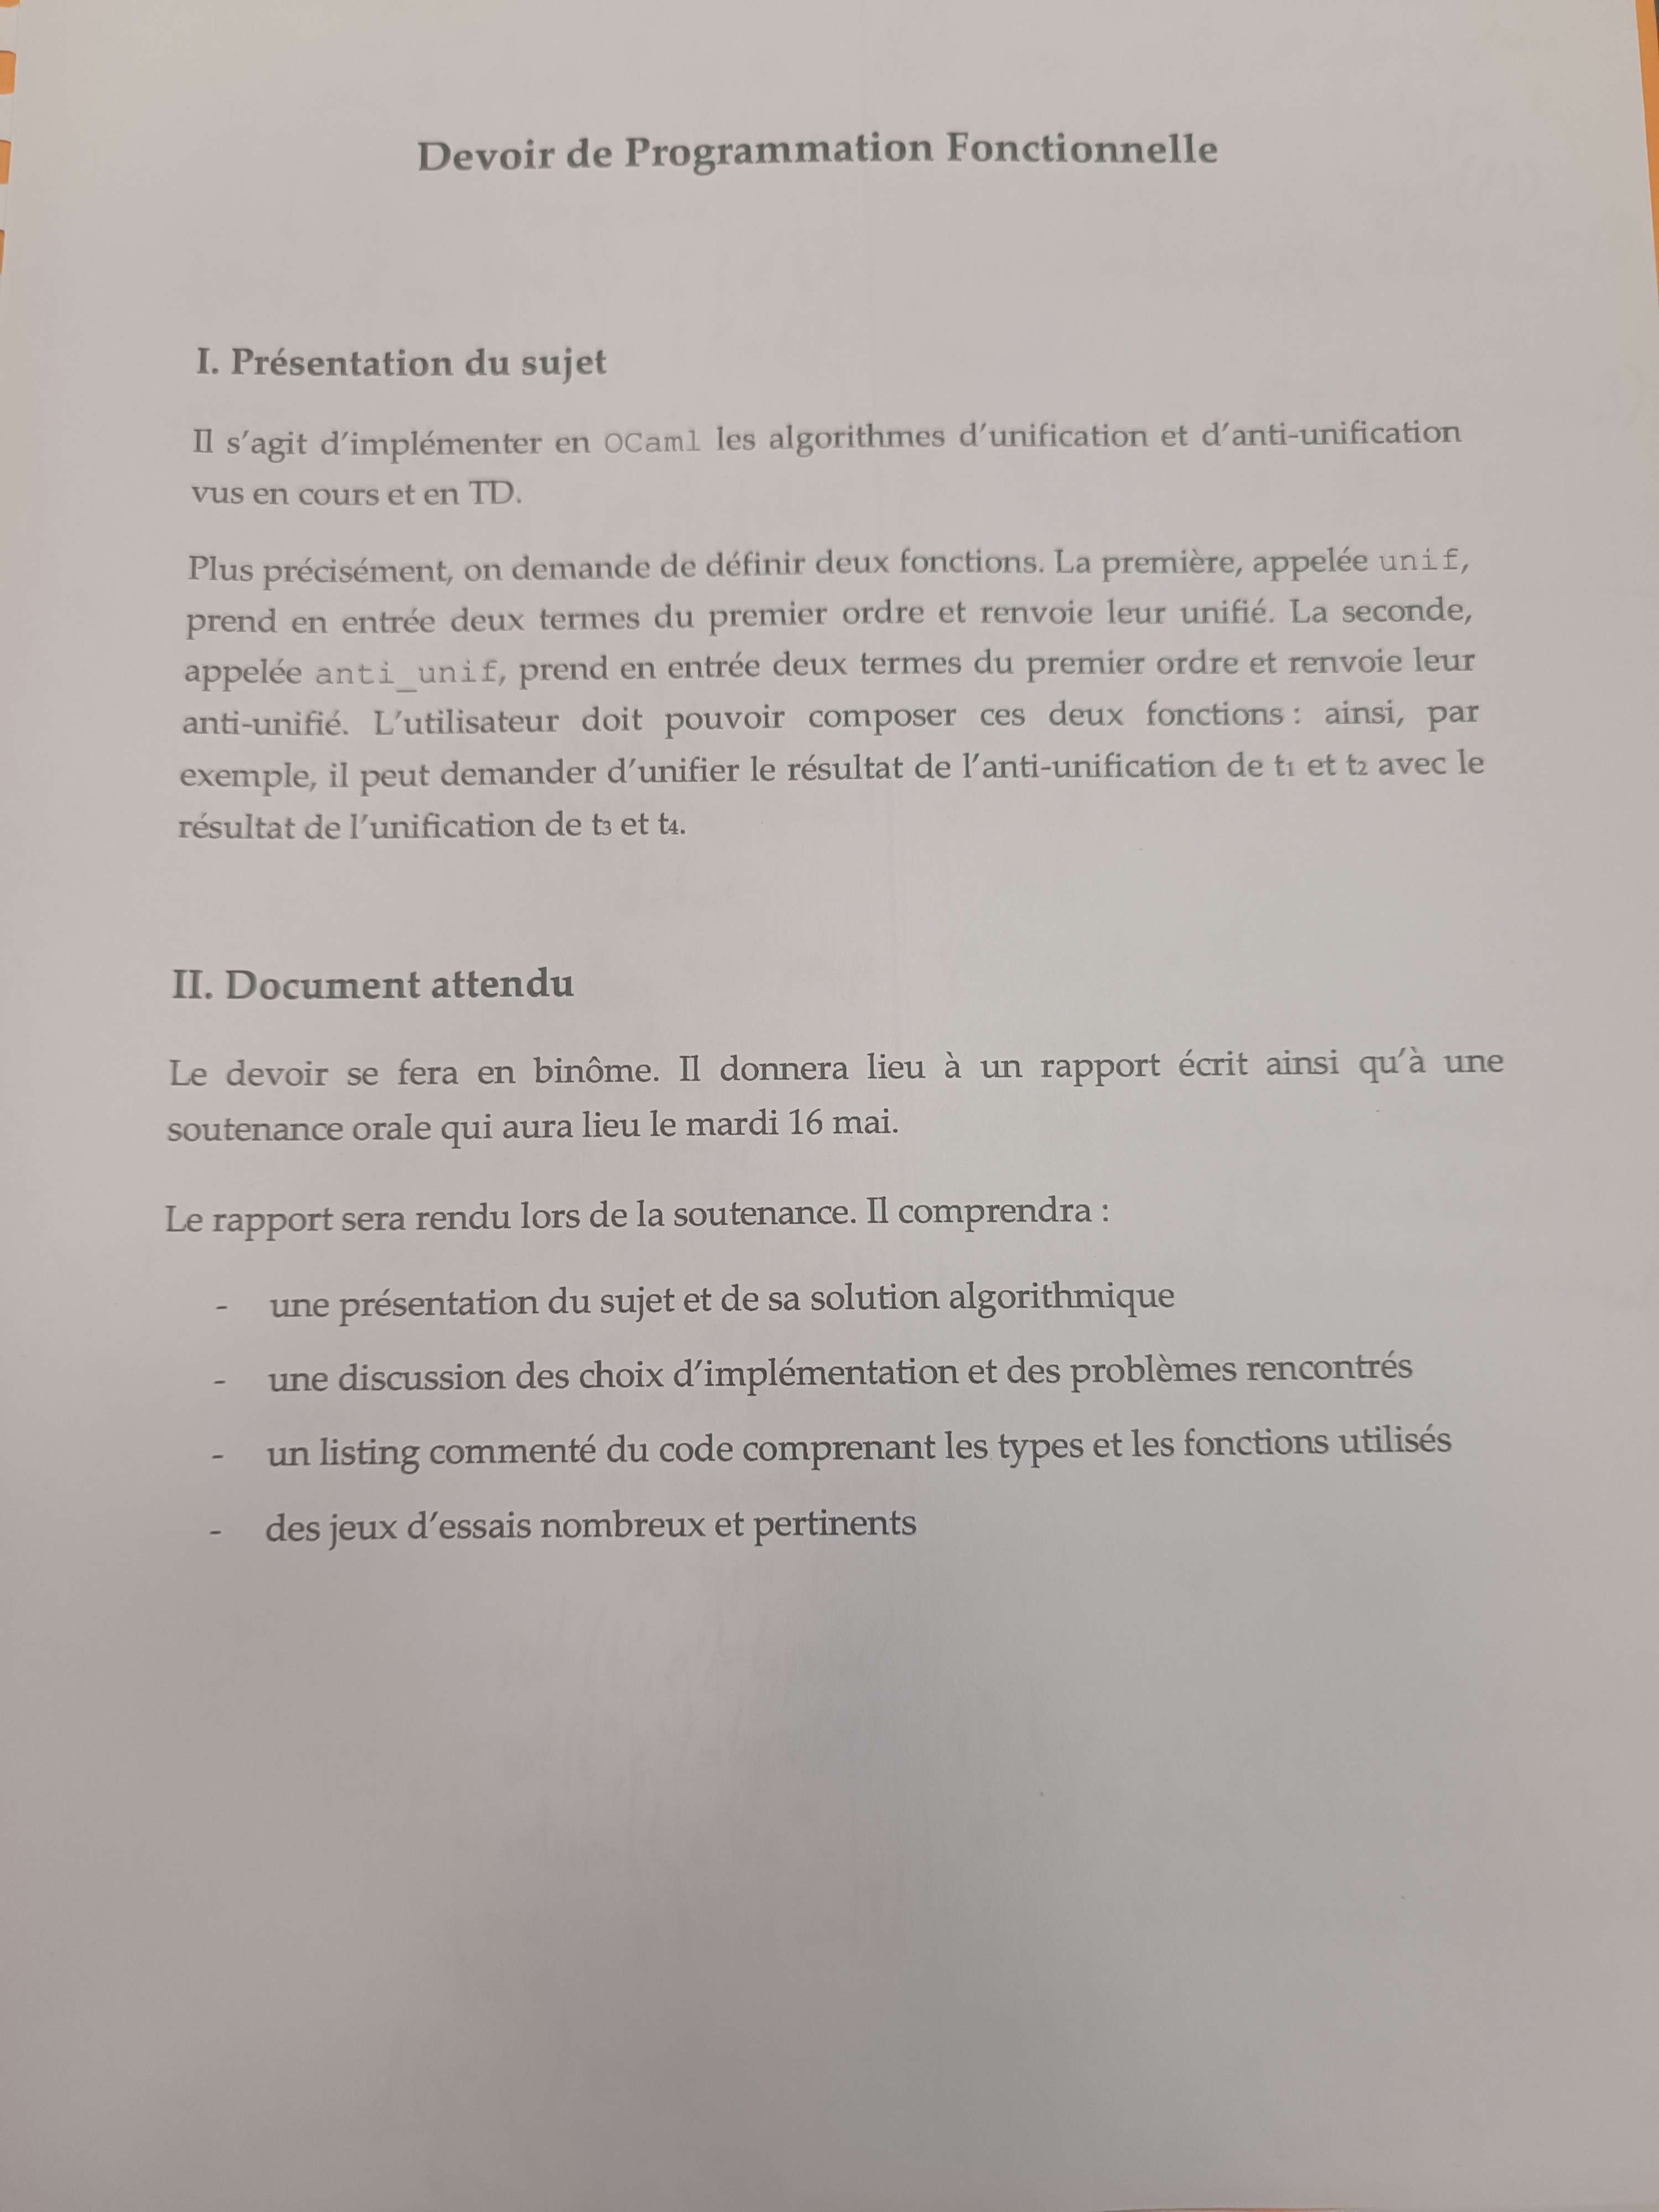 Devoir de Programmation Fonctionnelle
I. Présentation du sujet
Il s'agit d'implémenter en OCaml les algorithmes d'unification et d'anti-unification
vus en cours et en TD.
Plus précisément, on demande de définir deux fonctions. La première, appelée unif,
prend en entrée deux termes du premier ordre et renvoie leur unifié. La seconde,
appelée anti_unif, prend en entrée deux termes du premier ordre et renvoie leur
anti-unifié. L'utilisateur doit pouvoir composer ces deux fonctions : ainsi, par
exemple, il peut demander d'unifier le résultat de l'anti-unification de t1 et t2 avec le
résultat de l'unification de t3 et t4.
II. Document attendu
Le devoir se fera en binôme. Il donnera lieu à un rapport écrit ainsi qu'à une
soutenance orale qui aura lieu le mardi 16 mai.
Le rapport sera rendu lors de la soutenance. Il comprendra :
- une présentation du sujet et de sa solution algorithmique
- une discussion des choix d'implémentation et des problèmes rencontrés
- un listing commenté du code comprenant les types et les fonctions utilisés
- des jeux d'essais nombreux et pertinents